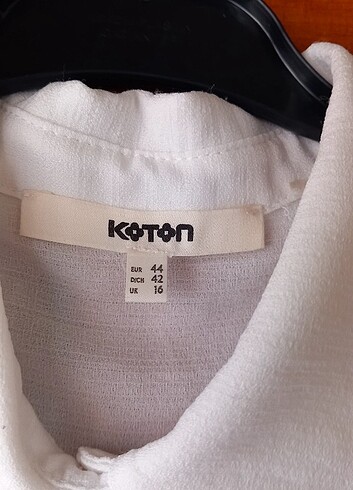 KOTON
EUR 44
D/CH 42
UK 16